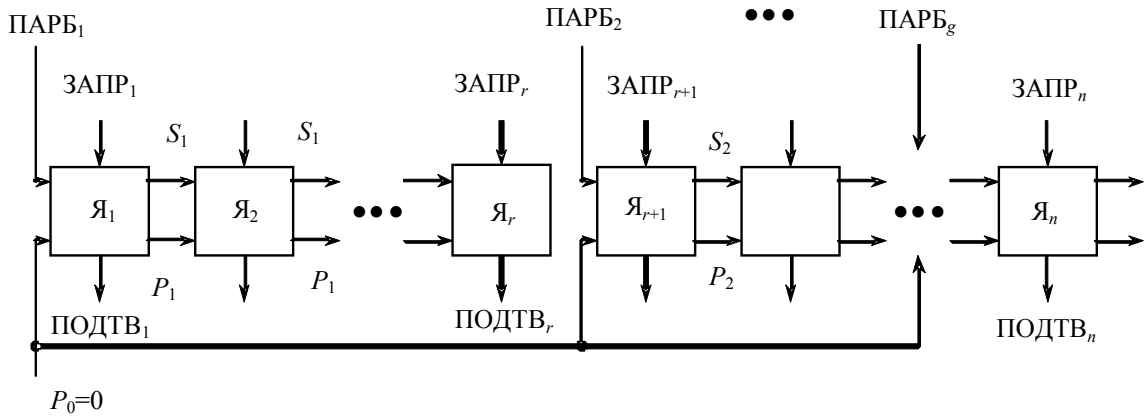 ПАРБ1 ПАРБ2 ПАРБg
ЗАПР1 ЗАПРr ЗАПРr+1 ЗАПРn
S1 S1 S2
Я1 Я2 Яr Яr+1 Яn
P1 P1 P2
ПОДТВ1 ПОДТВr ПОДТВn
P0=0